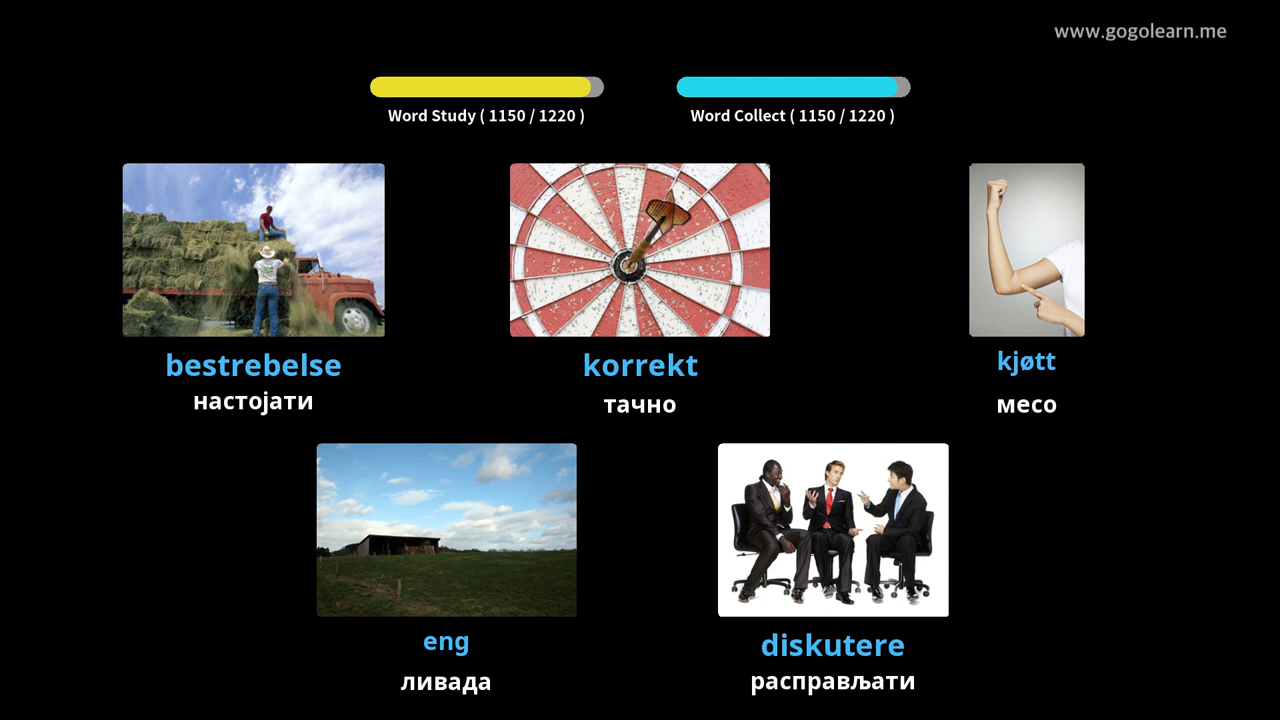 www.gogolearn.me
Word Study ( 1150 / 1220 )
Word Collect ( 1150 / 1220 )
bestrebelse
настојати
korrekt
тачно
kjøtt
месо
eng
ливада
diskutere
расправљати